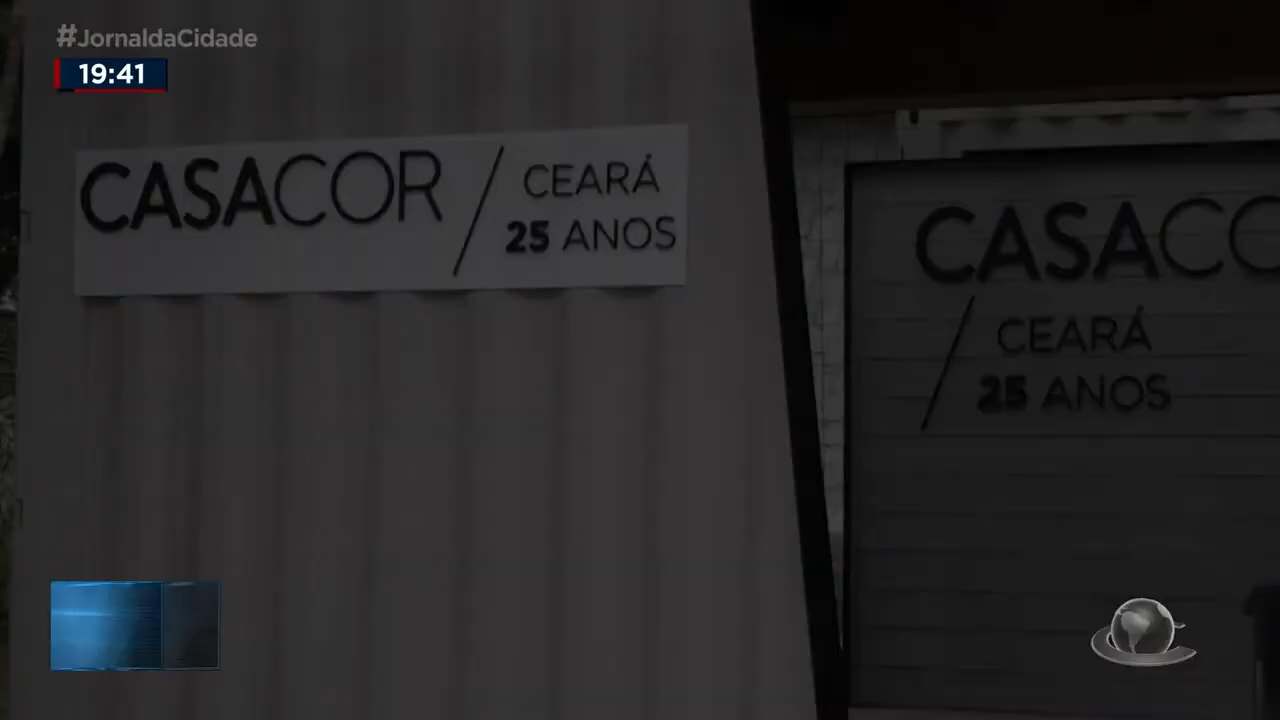 #JornaldaCidade
19:41
CASACOR / CEARÁ
25 ANOS
CASACO
/ CEARÁ
25 ANOS